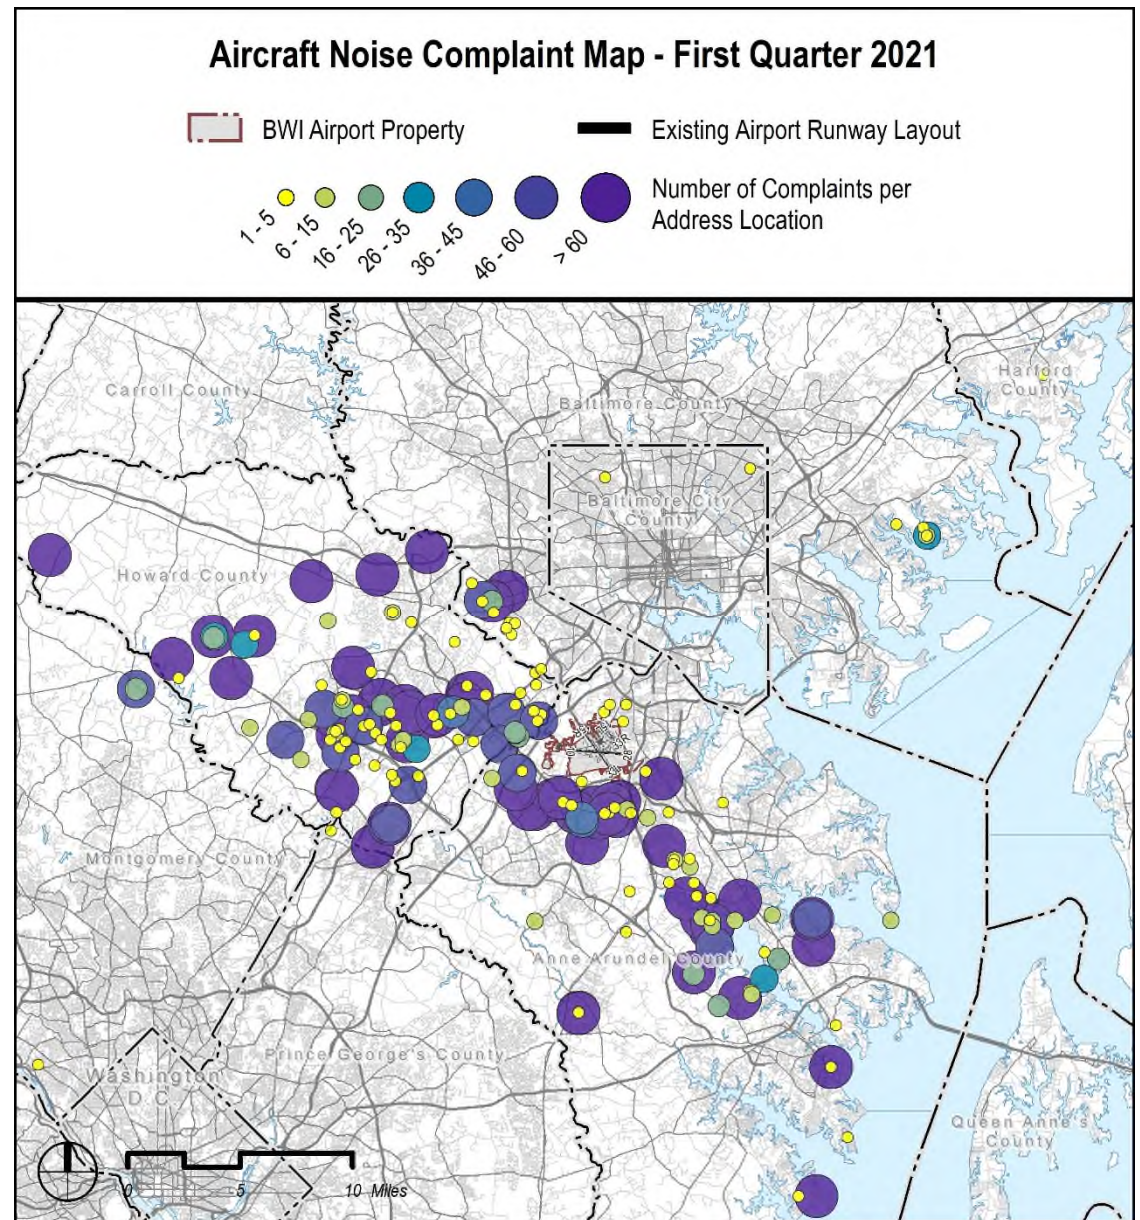 Aircraft Noise Complaint Map - First Quarter 2021
BWI Airport Property
Existing Airport Runway Layout
1 - 5
6 - 15
16 - 25
26 - 35
36 - 45
46 - 60
> 60
Number of Complaints per
Address Location
Harford
County
Carroll County
Baltimore County
Baltimore City
County
Howard County
Montgomery County
Anne Arundel County
Prince George's County
Washington
D.C.
Queen Anne's
County
0
5
10 Miles